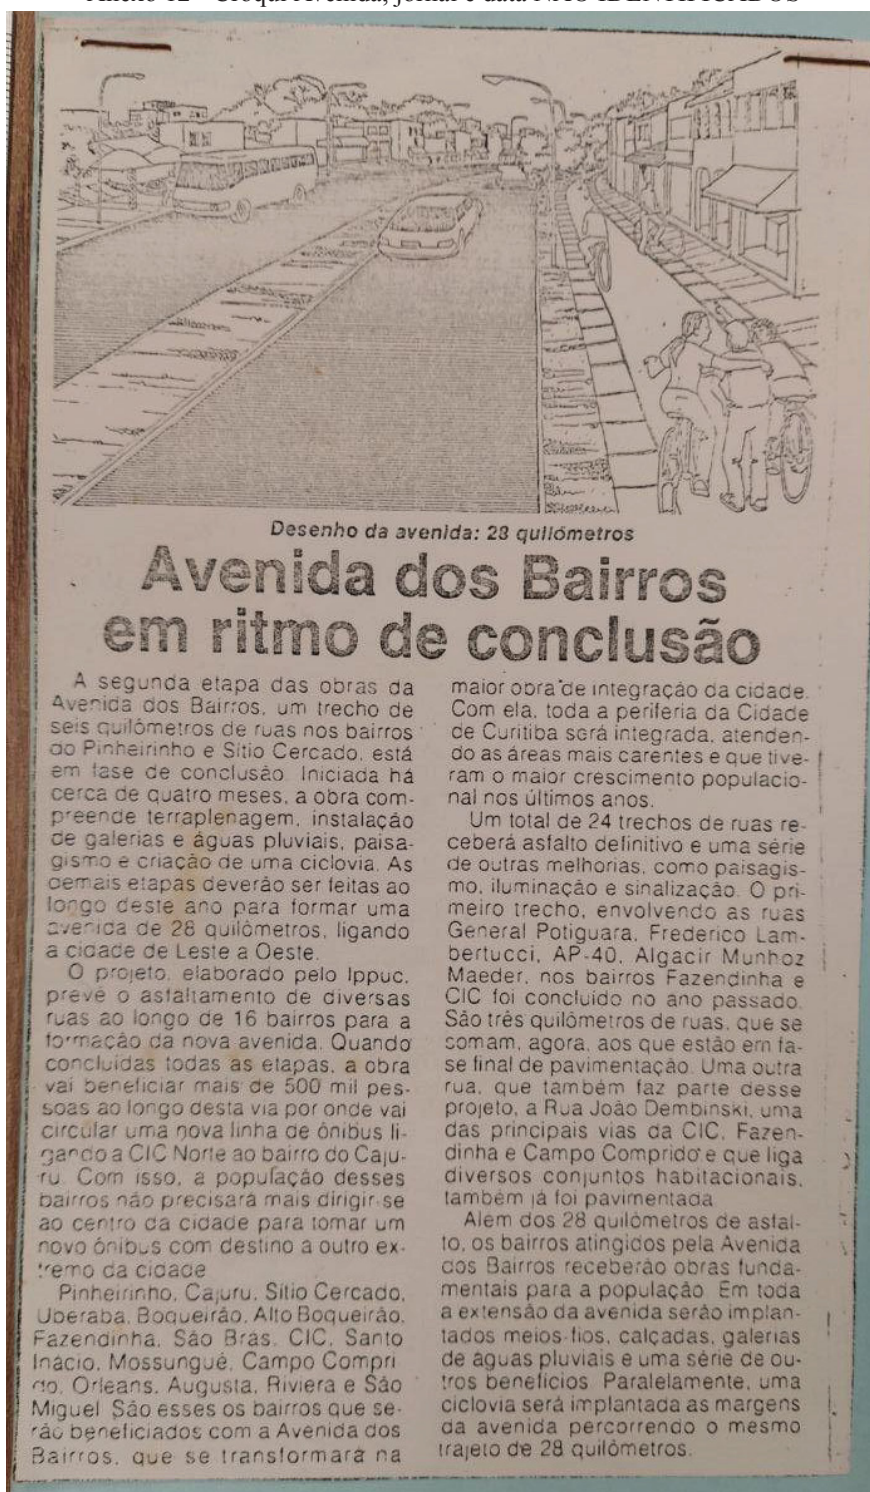 Anexo 12 - Croqui Avenida, jornal e data NÃO IDENTIFICADOS
Desenho da avenida: 28 quilómetros
Avenida dos Bairros
em ritmo de conclusão
A segunda etapa das obras da
Avenida dos Bairros, um trecho de
seis quilômetros de ruas nos bairros
do Pinheirinho e Sítio Cercado, está
em fase de conclusão. Iniciada há
cerca de quatro meses, a obra com-
preende terraplenagem, instalação
de galerias e águas pluviais, paisa-
gismo e criação de uma ciclovia. As
demais etapas deverão ser feitas ao
longo deste ano para formar uma
avenida de 28 quilômetros, ligando
a cidade de Leste a Oeste.
O projeto, elaborado pelo Ippuc,
prevê o asfaltamento de diversas
ruas ao longo de 16 bairros para a
formação da nova avenida. Quando
concluídas todas as etapas, a obra
vai beneficiar mais de 500 mil pes-
soas ao longo desta via por onde vai
circular uma nova linha de ônibus li-
gando a CIC Norte ao bairro do Caju-
ru. Com isso, a população desses
bairros não precisará mais dirigir-se
ao centro da cidade para tomar um
novo ônibus com destino a outro ex-
tremo da cidade
Pinheirinho, Cajuru, Sítio Cercado,
Uberaba, Boqueirão, Alto Boqueirão,
Fazendinha, São Brás, CIC, Santo
Inácio, Mossunguê, Campo Compri
do, Orleans, Augusta, Riviera e São
Miguel. São esses os bairros que se-
rão beneficiados com a Avenida dos
Bairros, que se transformará na
maior obra de integração da cidade.
Com ela, toda a periferia da Cidade
de Curitiba será integrada, atenden-
do as áreas mais carentes e que tive-
ram o maior crescimento populacio-
nal nos últimos anos.
Um total de 24 trechos de ruas re-
ceberá asfalto definitivo e uma série
de outras melhorias, como paisagis-
mo, iluminação e sinalização. O pri-
meiro trecho, envolvendo as ruas
General Potiguara, Frederico Lam-
bertucci, AP-40, Algacir Munhoz
Maeder, nos bairros Fazendinha e
CIC foi concluído no ano passado.
São três quilômetros de ruas, que se
somam, agora, aos que estão em fa-
se final de pavimentação. Uma outra
rua, que também faz parte desse
projeto, a Rua João Dembinski, uma
das principais vias da CIC, Fazen-
dinha e Campo Comprido e que liga
diversos conjuntos habitacionais,
também já foi pavimentada
Além dos 28 quilômetros de asfal-
to, os bairros atingidos pela Avenida
dos Bairros receberão obras funda-
mentais para a população. Em toda
a extensão da avenida serão implan-
tados meios-fios, calçadas, galerias
de águas pluviais e uma série de ou-
tros benefícios. Paralelamente, uma
ciclovia será implantada as margens
da avenida percorrendo o mesmo
trajeto de 28 quilômetros.